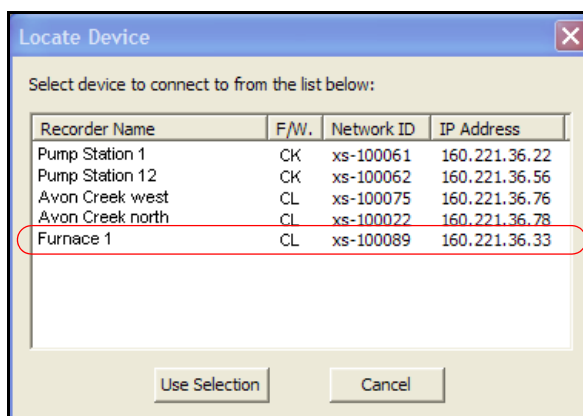 Locate Device
Select device to connect to from the list below:
Recorder Name F/W. Network ID IP Address
Pump Station 1 CK xs-100061 160.221.36.22
Pump Station 12 CK xs-100062 160.221.36.56
Avon Creek west CL xs-100075 160.221.36.76
Avon Creek north CL xs-100022 160.221.36.78
Furnace 1 CL xs-100089 160.221.36.33
Use Selection Cancel